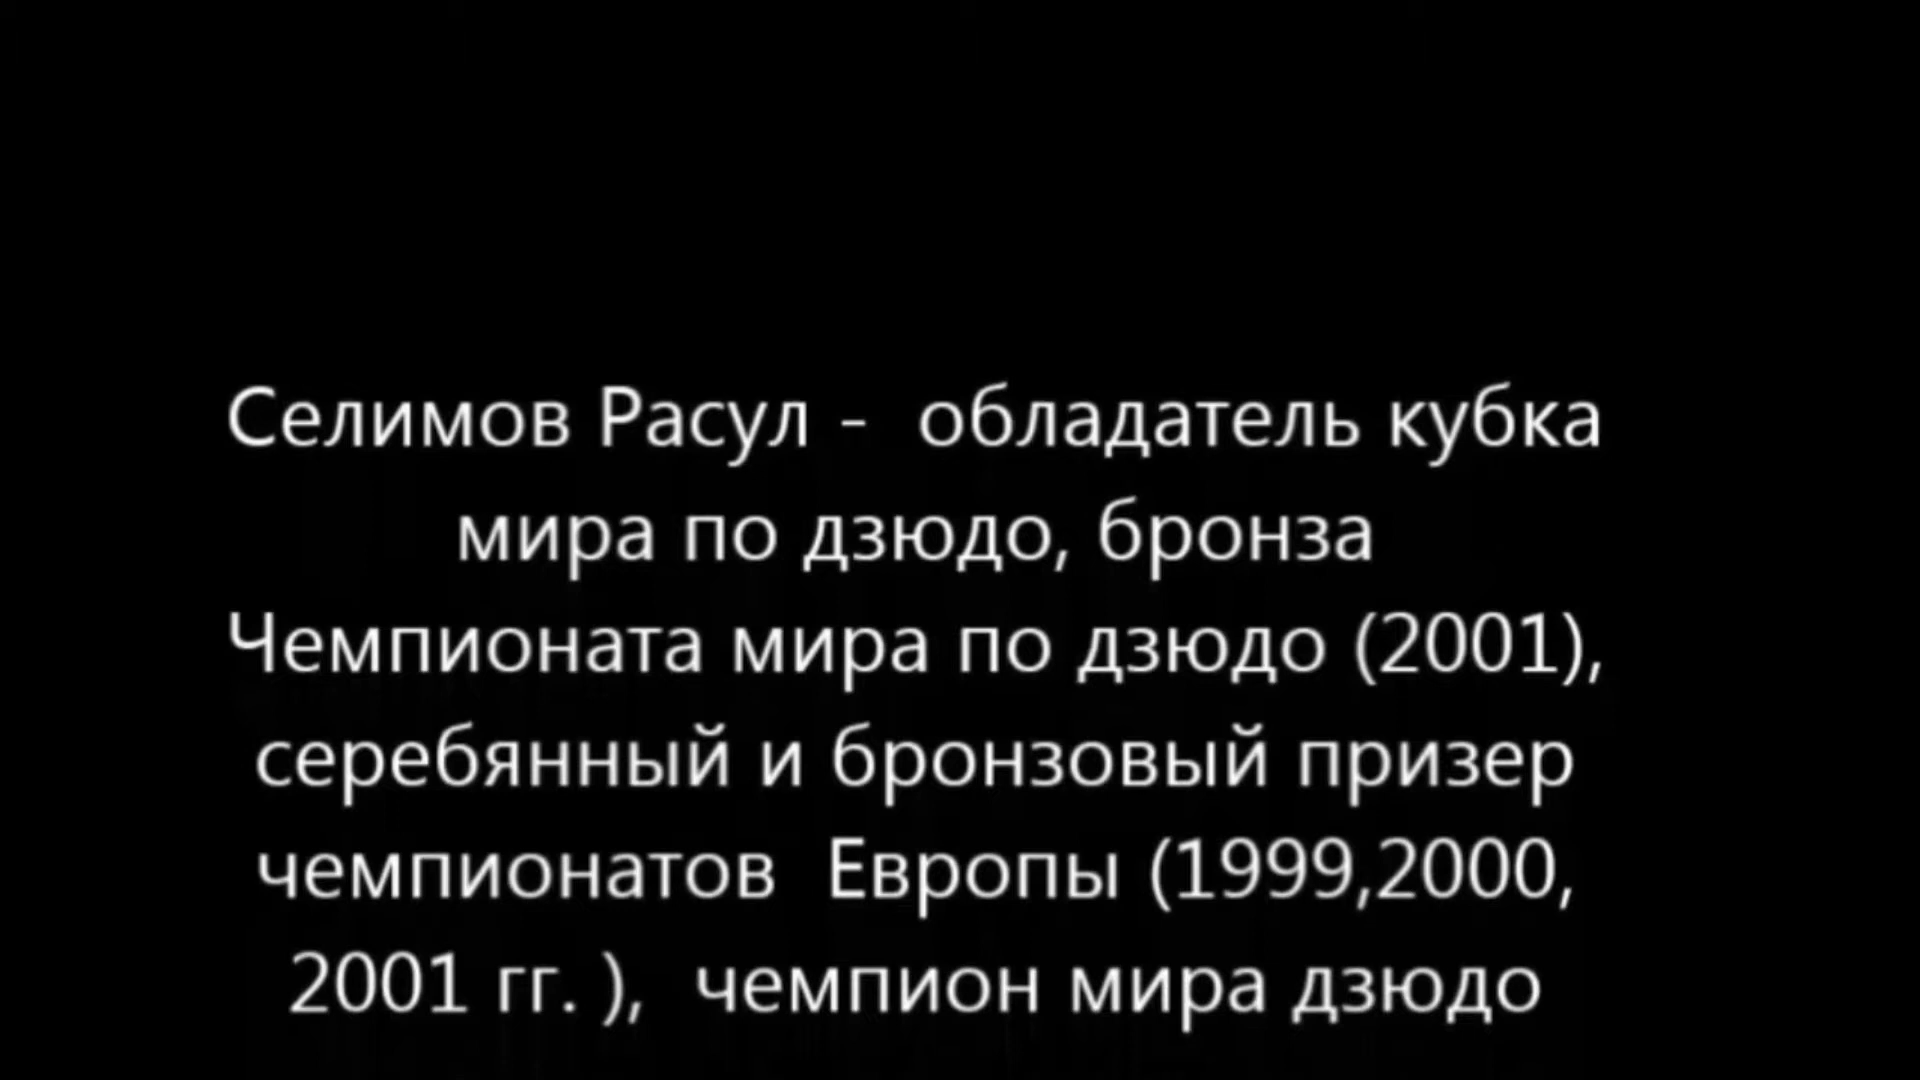 Селимов Расул - обладатель кубка
мира по дзюдо, бронза
Чемпионата мира по дзюдо (2001),
серебянный и бронзовый призер
чемпионатов Европы (1999,2000,
2001 гг. ), чемпион мира дзюдо